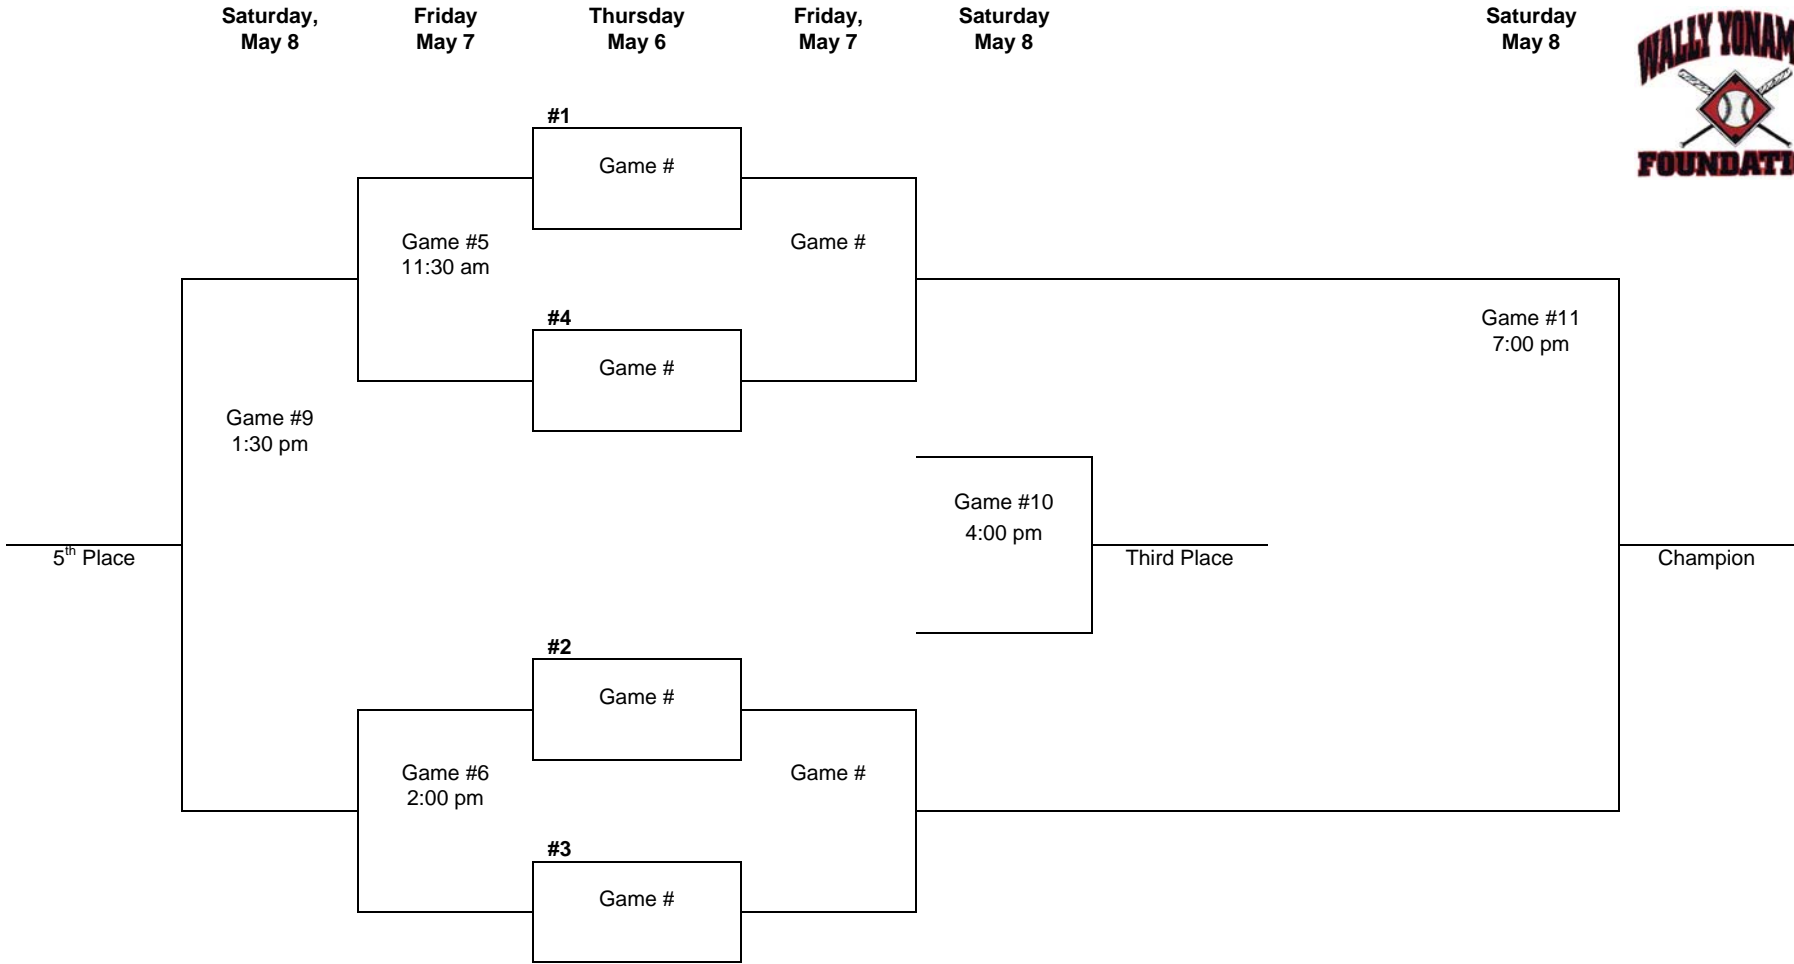 Saturday,
May 8
Friday
May 7
Thursday
May 6
Friday,
May 7
Saturday
May 8
Saturday
May 8
WALLY
FOUNDATI
#1
Game #
Game #5
11:30 am
Game #
#4
Game #
Game #11
7:00 pm
Game #9
1:30 pm
Game #10
4:00 pm
5th Place
Third Place
Champion
#2
Game #
Game #6
2:00 pm
Game #
#3
Game #